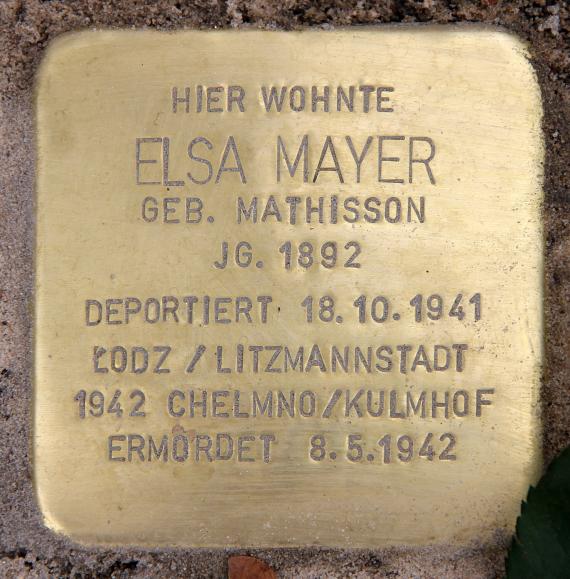 HIER WOHNTE
ELSA MAYER
GEB. MATHISSON
JG. 1892
DEPORTIERT 18.10.1941
ŁODZ / LITZMANNSTADT
1942 CHELMNO/KULMHOF
ERMORDET 8.5.1942